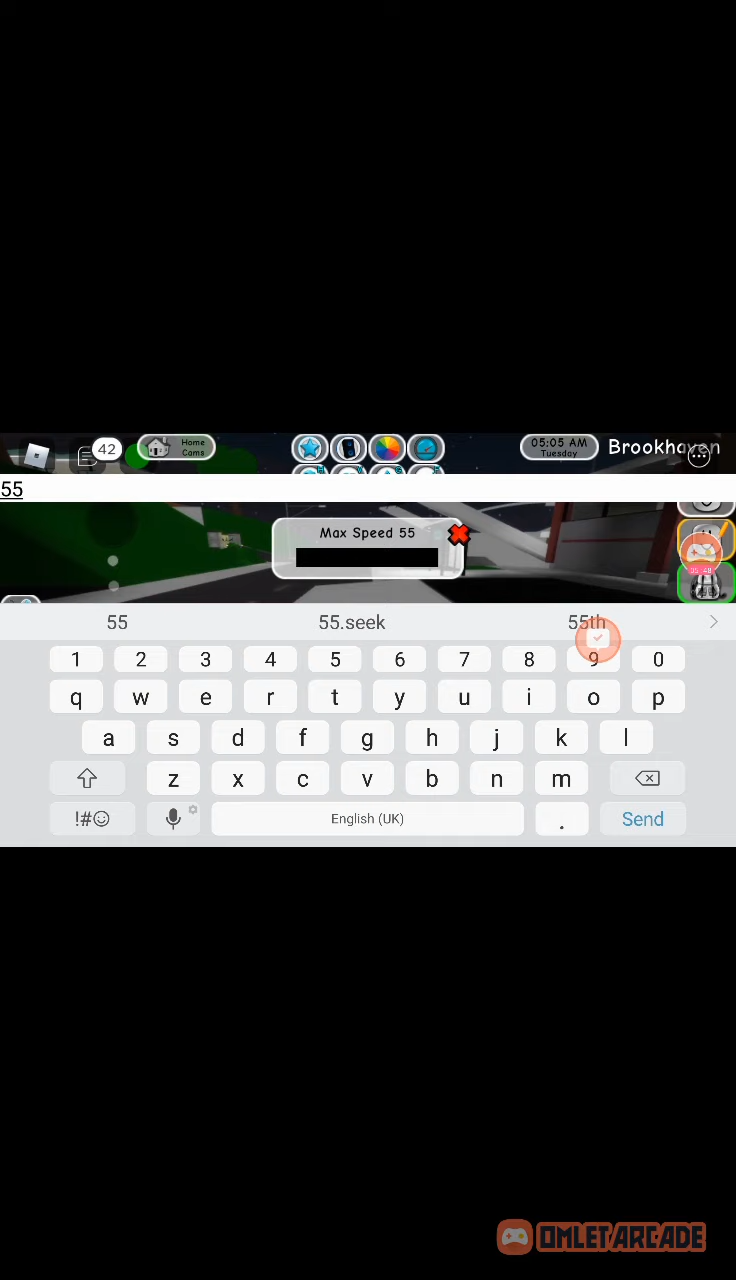 42
Home
Cams
05:05 AM
Tuesday
Brookhaven
55
Max Speed 55
55 55.seek 55th
1 2 3 4 5 6 7 8 9 0
q w e r t y u i o p
a s d f g h j k l
z x c v b n m
!#☺ English (UK) . Send
OMLET ARCADE